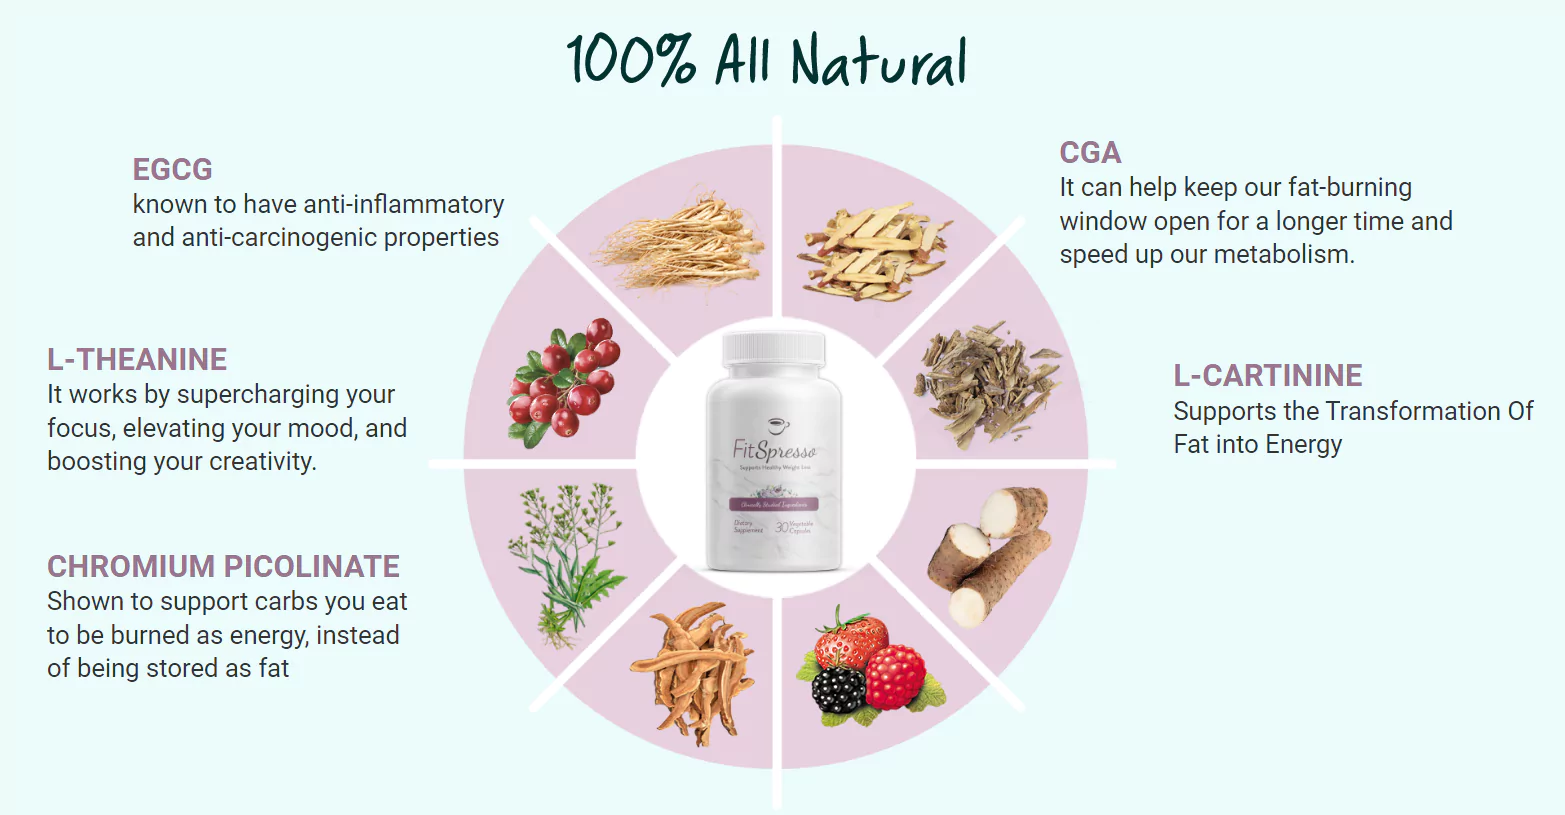 100% All Natural
EGCG
known to have anti-inflammatory
and anti-carcinogenic properties
L-THEANINE
It works by supercharging your
focus, elevating your mood, and
boosting your creativity.
CHROMIUM PICOLINATE
Shown to support carbs you eat
to be burned as energy, instead
of being stored as fat
CGA
It can help keep our fat-burning
window open for a longer time and
speed up our metabolism.
L-CARTININE
Supports the Transformation Of
Fat into Energy
FitSpresso
Supports Healthy Weight Loss
Clinically Studied Ingredients
Dietary
Supplement
30 Vegetable
Capsules